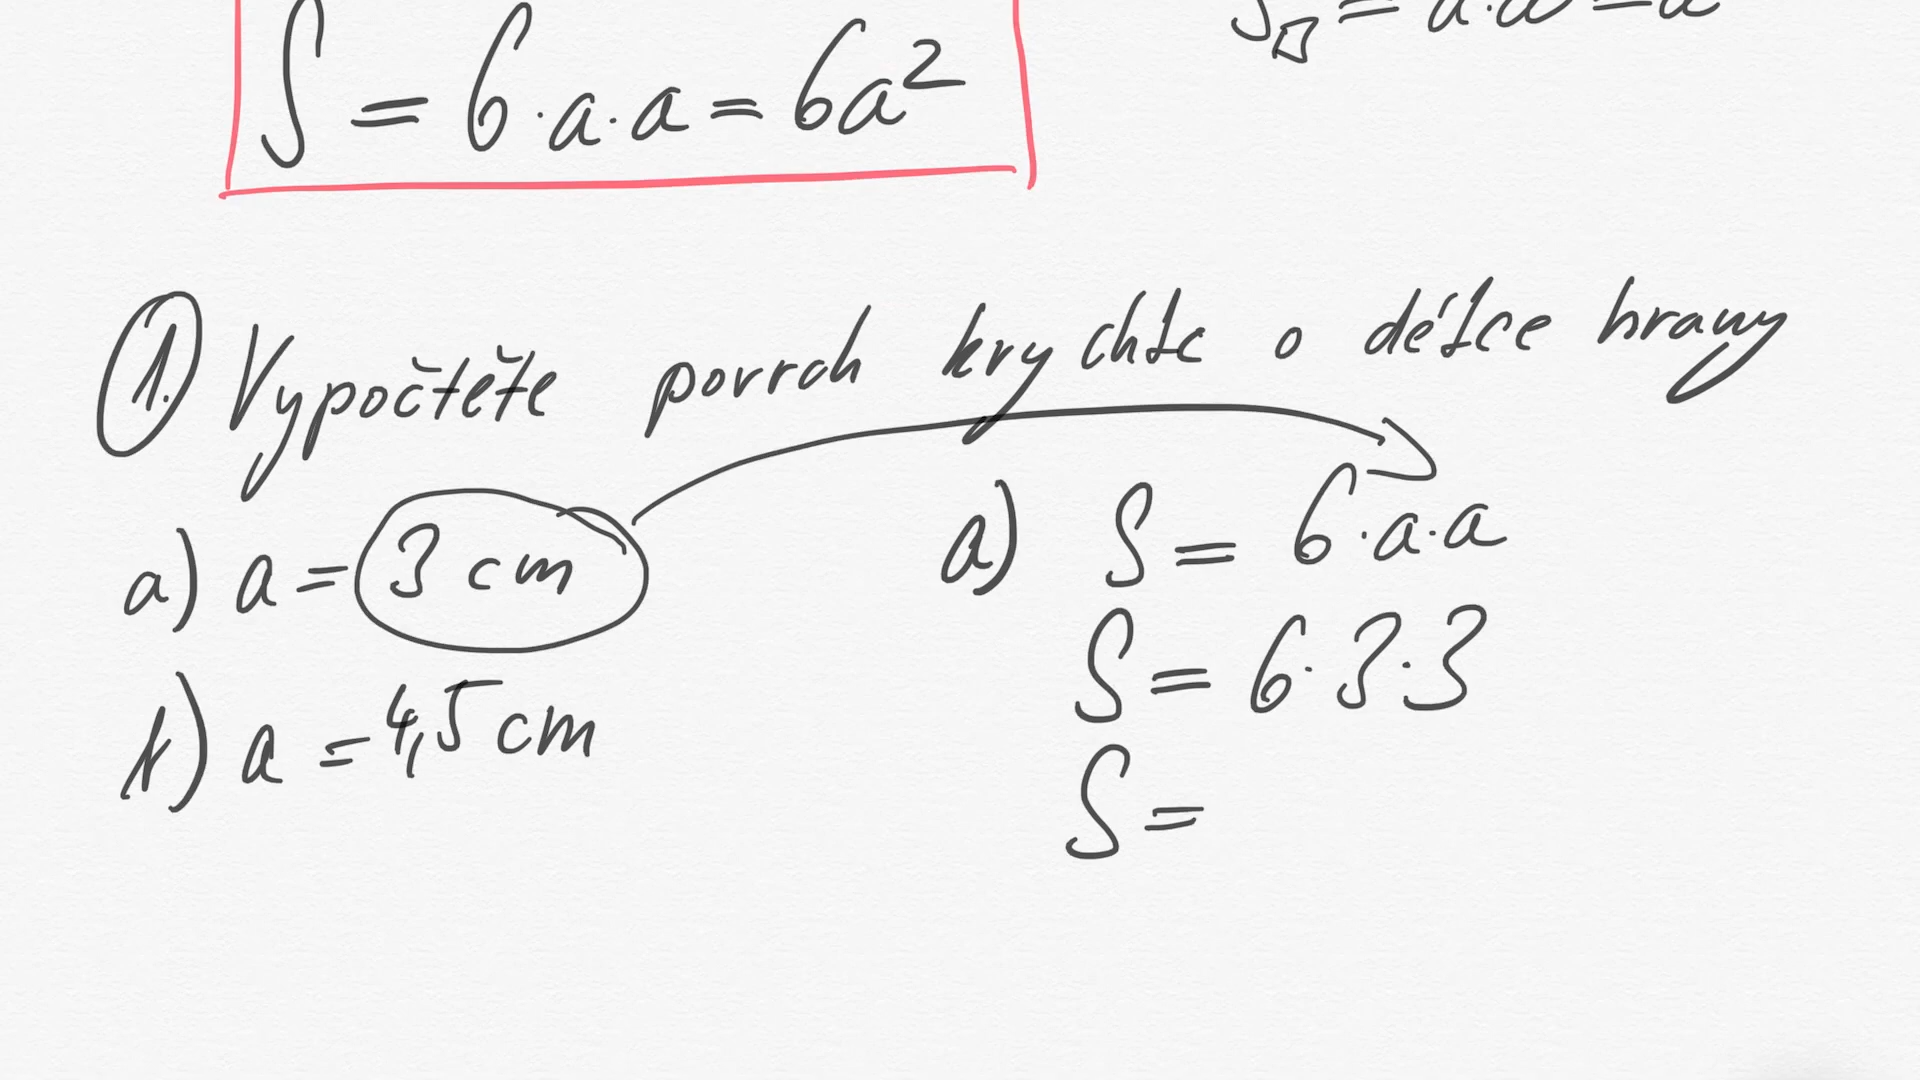 S = 6·a·a = 6a²
S□ = a·a = a
1. Vypočtěte povrch krychle o délce hrany
a) a = 3 cm
b) a = 4,5 cm
a) S = 6·a·a
S = 6·3·3
S =